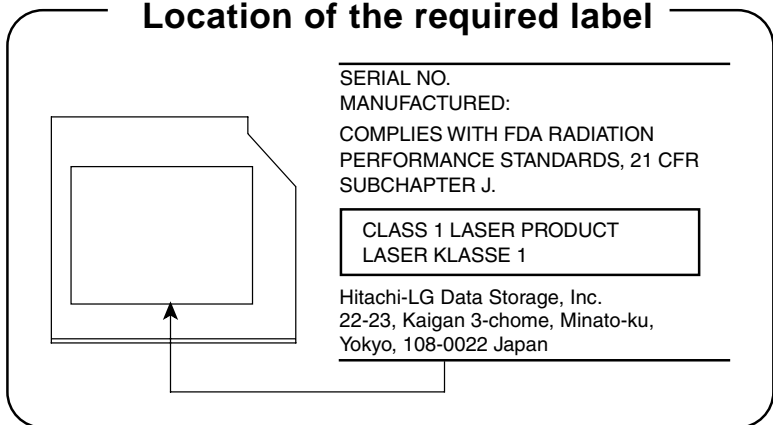 Location of the required label
SERIAL NO.
MANUFACTURED:
COMPLIES WITH FDA RADIATION
PERFORMANCE STANDARDS, 21 CFR
SUBCHAPTER J.
CLASS 1 LASER PRODUCT
LASER KLASSE 1
Hitachi-LG Data Storage, Inc.
22-23, Kaigan 3-chome, Minato-ku,
Yokyo, 108-0022 Japan